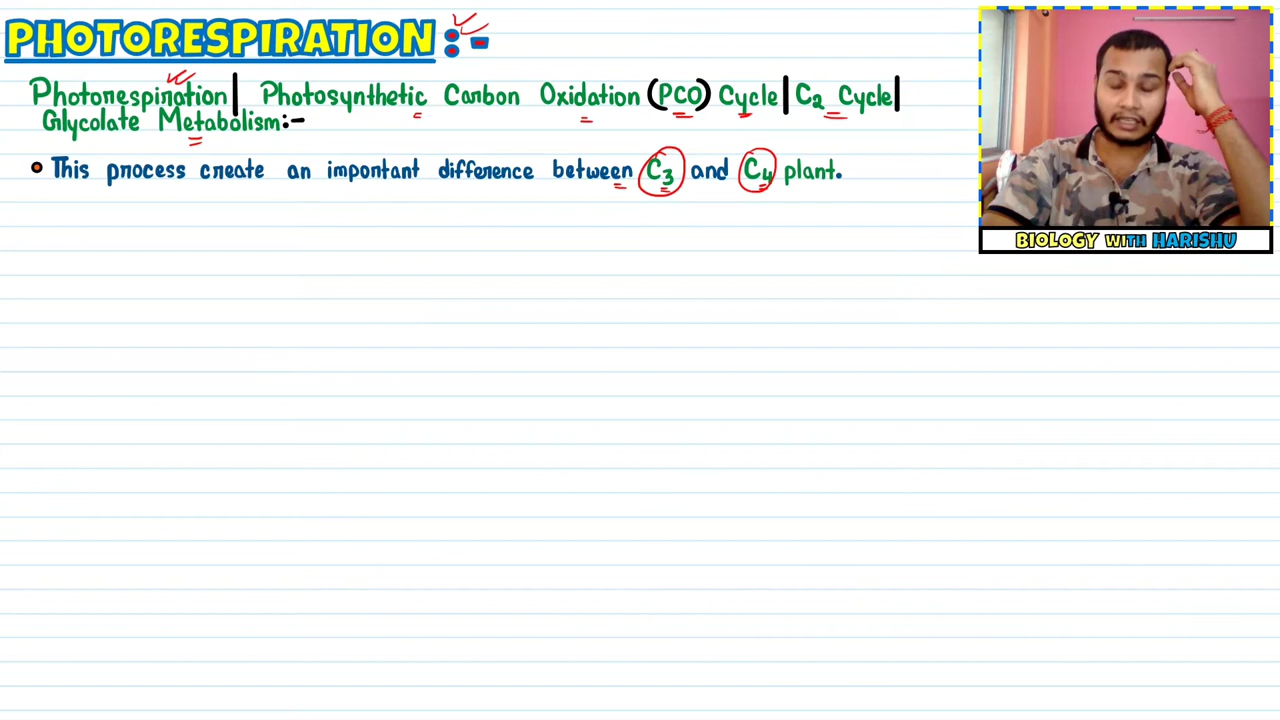 PHOTORESPIRATION :-
Photorespiration| Photosynthetic Carbon Oxidation (PCO) Cycle| C₂ Cycle|
Glycolate Metabolism:-
• This process create an important difference between C₃ and C₄ plant.
BIOLOGY WITH HARISHU